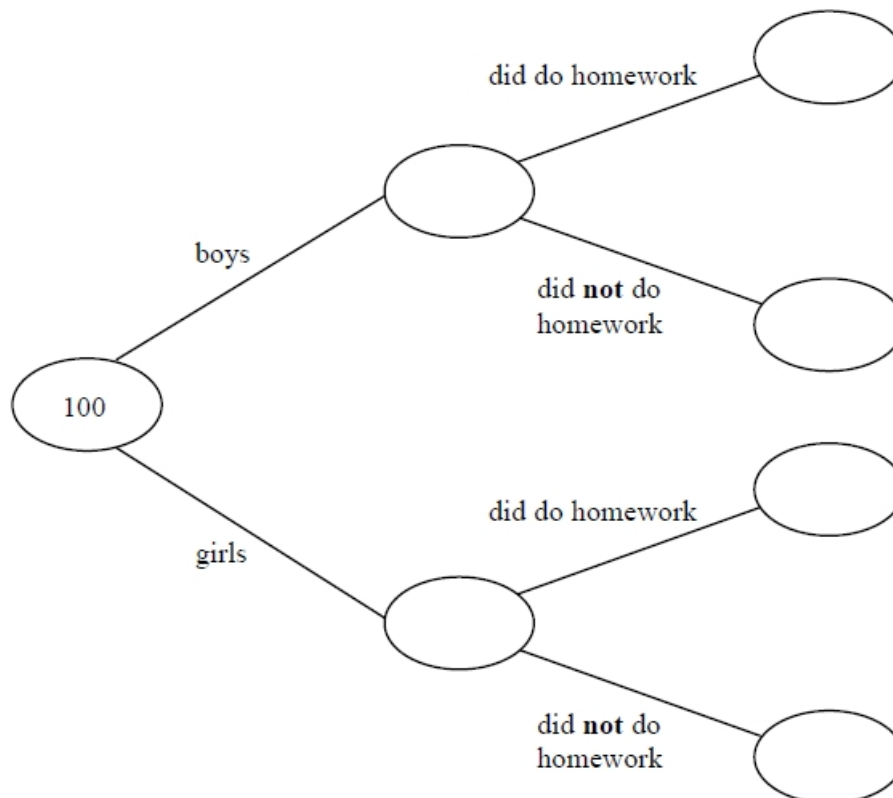 did do homework
boys
did not do
homework
100
did do homework
girls
did not do
homework